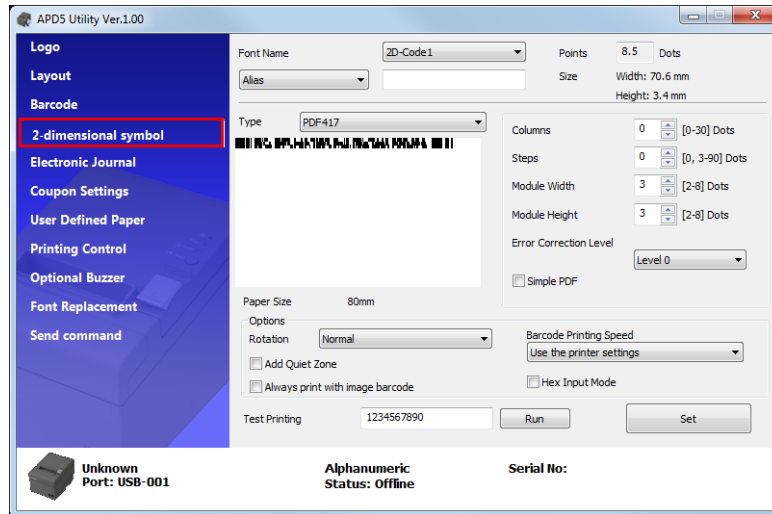 APD5 Utility Ver.1.00
Logo
Layout
Barcode
2-dimensional symbol
Electronic Journal
Coupon Settings
User Defined Paper
Printing Control
Optional Buzzer
Font Replacement
Send command
Font Name 2D-Code1 Points 8.5 Dots
Alias Size Width: 70.6 mm
Height: 3.4 mm
Type PDF417
Columns 0 [0-30] Dots
Steps 0 [0, 3-90] Dots
Module Width 3 [2-8] Dots
Module Height 3 [2-8] Dots
Error Correction Level
Level 0
Simple PDF
Paper Size 80mm
Options
Rotation Normal
Barcode Printing Speed
Use the printer settings
Add Quiet Zone
Always print with image barcode
Hex Input Mode
Test Printing 1234567890 Run Set
Unknown
Port: USB-001
Alphanumeric
Status: Offline
Serial No: